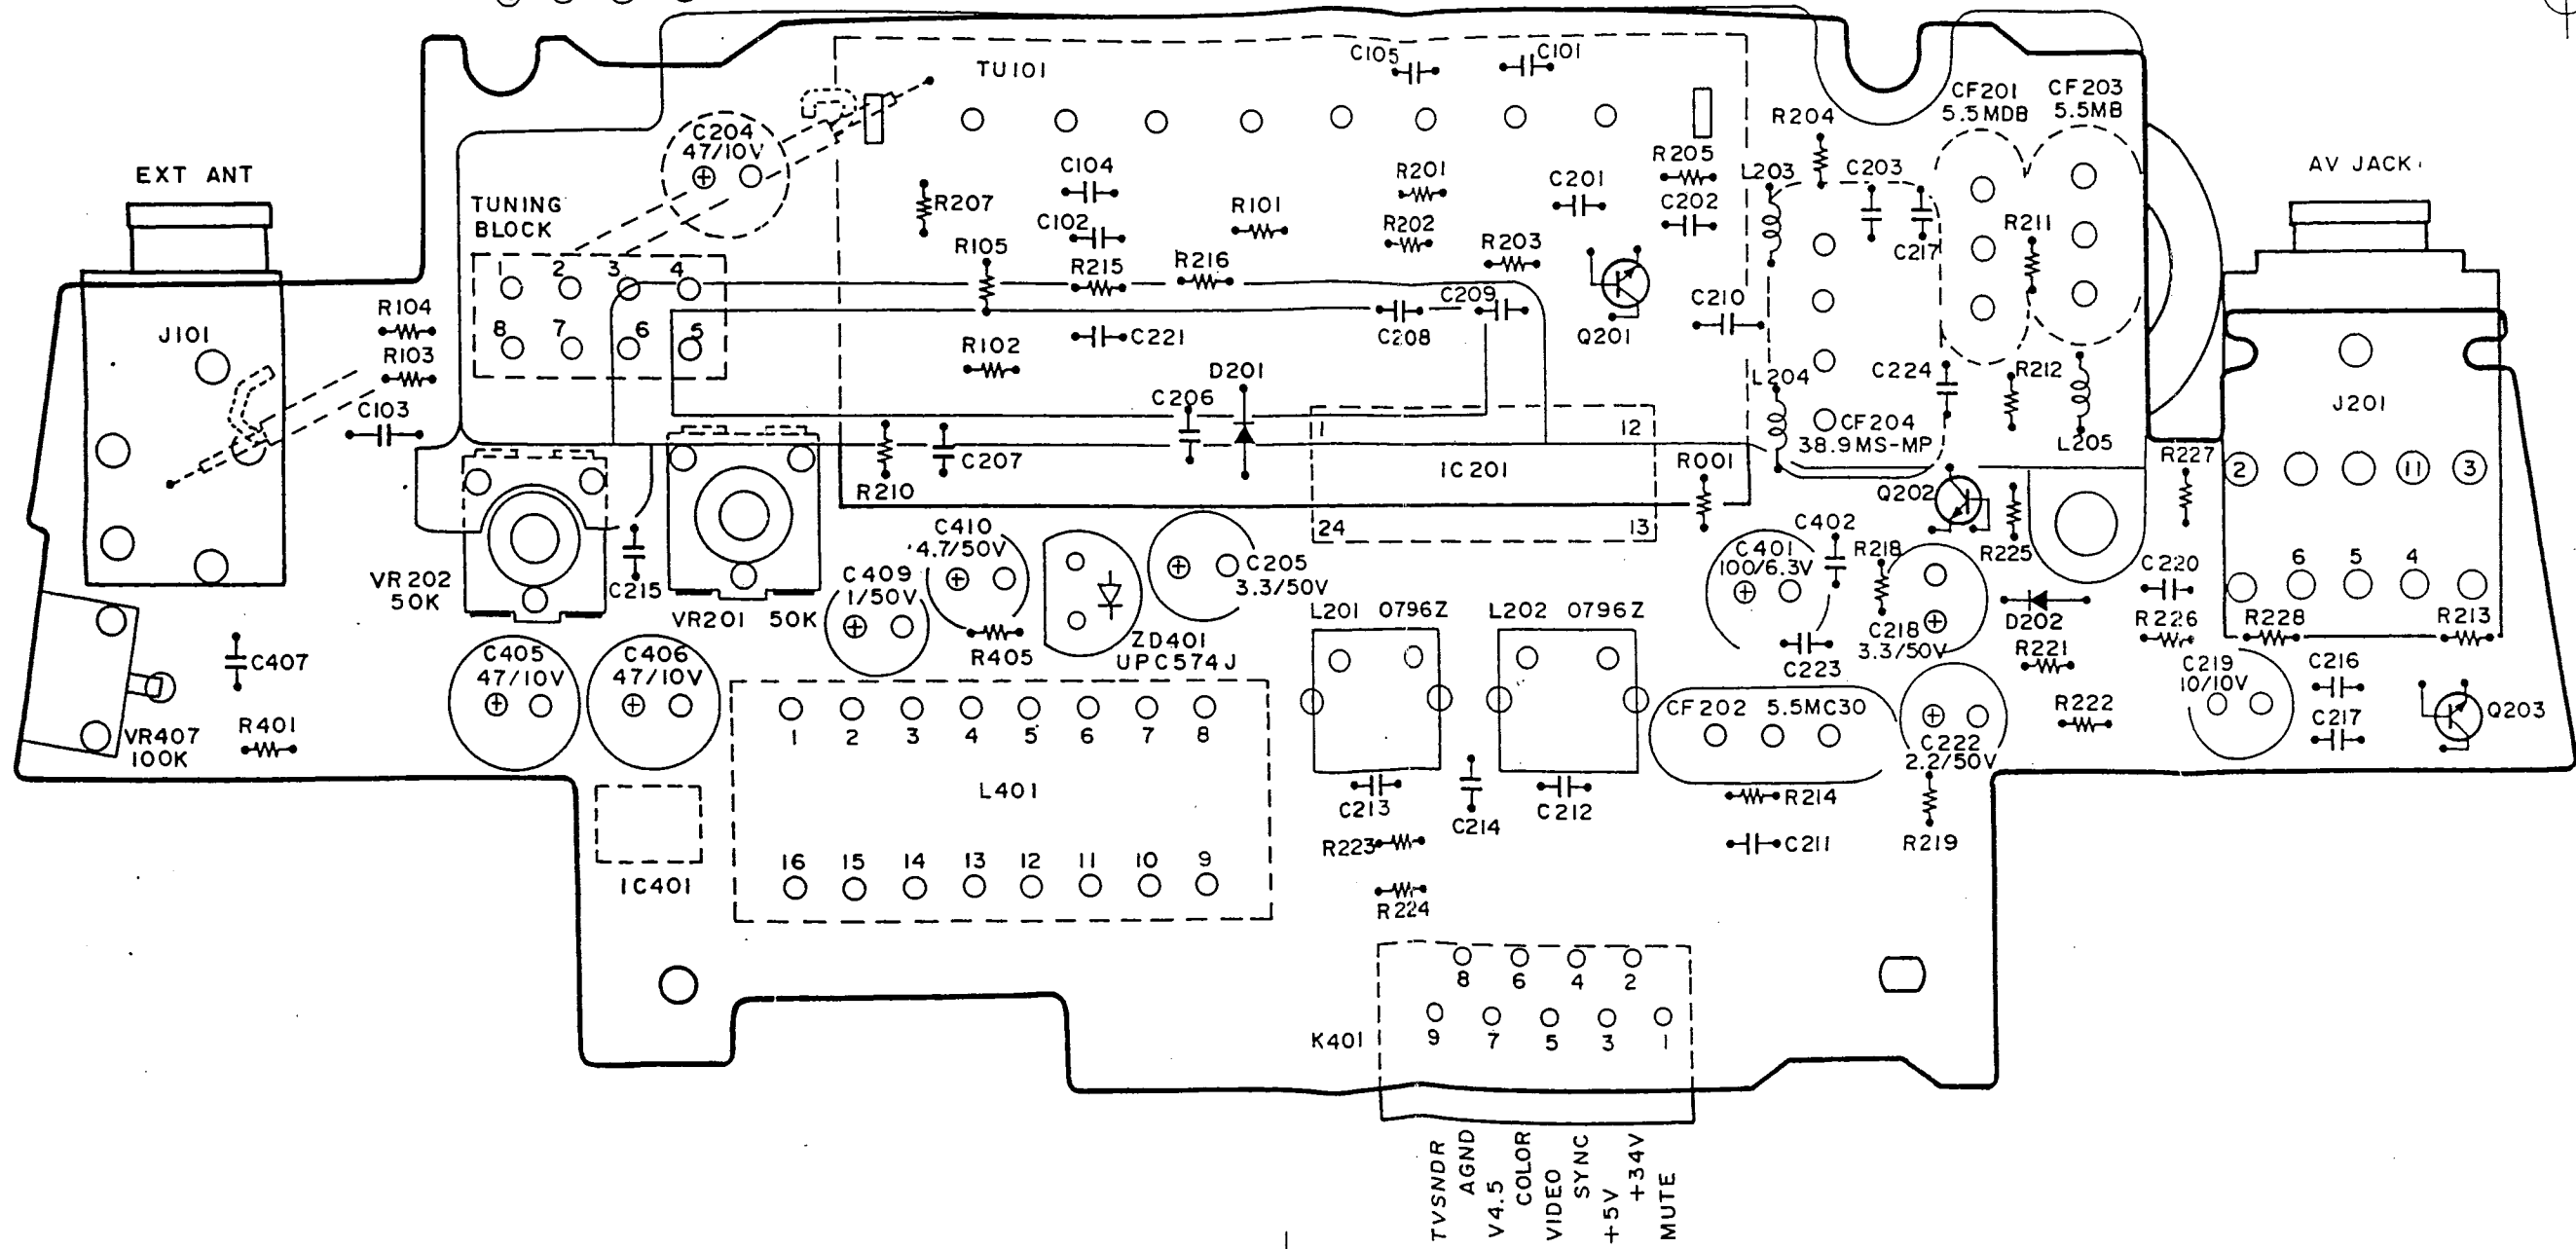 C105
C101
TU101
CF201
5.5MDB
CF203
5.5MB
R204
C204
47/10V
EXT ANT
AV JACK
C104
R201
R205
L203
C203
TUNING
BLOCK
R207
C201
C202
C102
R101
R202
C217
R211
R105
R203
1 2 3 4
R215
R216
C209
C210
R104
J101
8 7 6 5
C221
C208
Q201
R103
R102
D201
L204
C224
R212
C103
C206
J201
1 12
CF204
38.9MS-MP
L205
C207
IC201
R001
R227
2 11 3
R210
Q202
C410
4.7/50V
24 13
C402
R225
VR202
50K
C215
C409
1/50V
C205
3.3/50V
C401
100/6.3V
R218
C220
6 5 4
VR201 50K
L201 0796Z
L202 0796Z
C218
3.3/50V
D202
R226
R228
R213
C407
C405
47/10V
C406
47/10V
R405
ZD401
UPC574J
C223
R221
C219
10/10V
C216
VR407
100K
R401
1 2 3 4 5 6 7 8
CF202 5.5MC30
C222
2.2/50V
R222
C217
Q203
L401
C213
C214
C212
R214
R223
C211
R219
16 15 14 13 12 11 10 9
IC401
R224
8 6 4 2
K401
9 7 5 3 1
TVSNDR
AGND
V4.5
COLOR
VIDEO
SYNC
+5V
+34V
MUTE